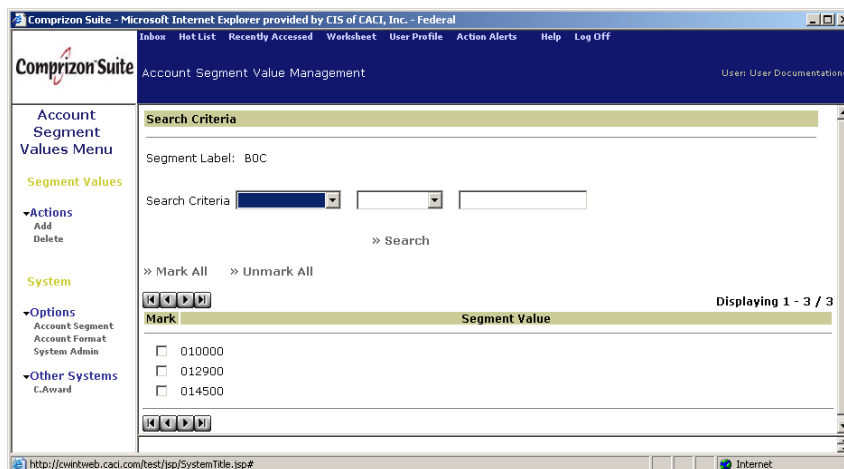 Comprizon Suite - Microsoft Internet Explorer provided by CIS of CACI, Inc. - Federal
Inbox Hot List Recently Accessed Worksheet User Profile Action Alerts Help Log Off
Comprizon Suite
Account Segment Value Management
User: User Documentation
Account
Segment
Values Menu
Segment Values
Actions
Add
Delete
System
Options
Account Segment
Account Format
System Admin
Other Systems
C.Award
Search Criteria
Segment Label: BOC
Search Criteria
» Search
» Mark All » Unmark All
Displaying 1 - 3 / 3
Mark Segment Value
010000
012900
014500
http://cwintweb.caci.com/test/jsp/SystemTitle.jsp#
Internet